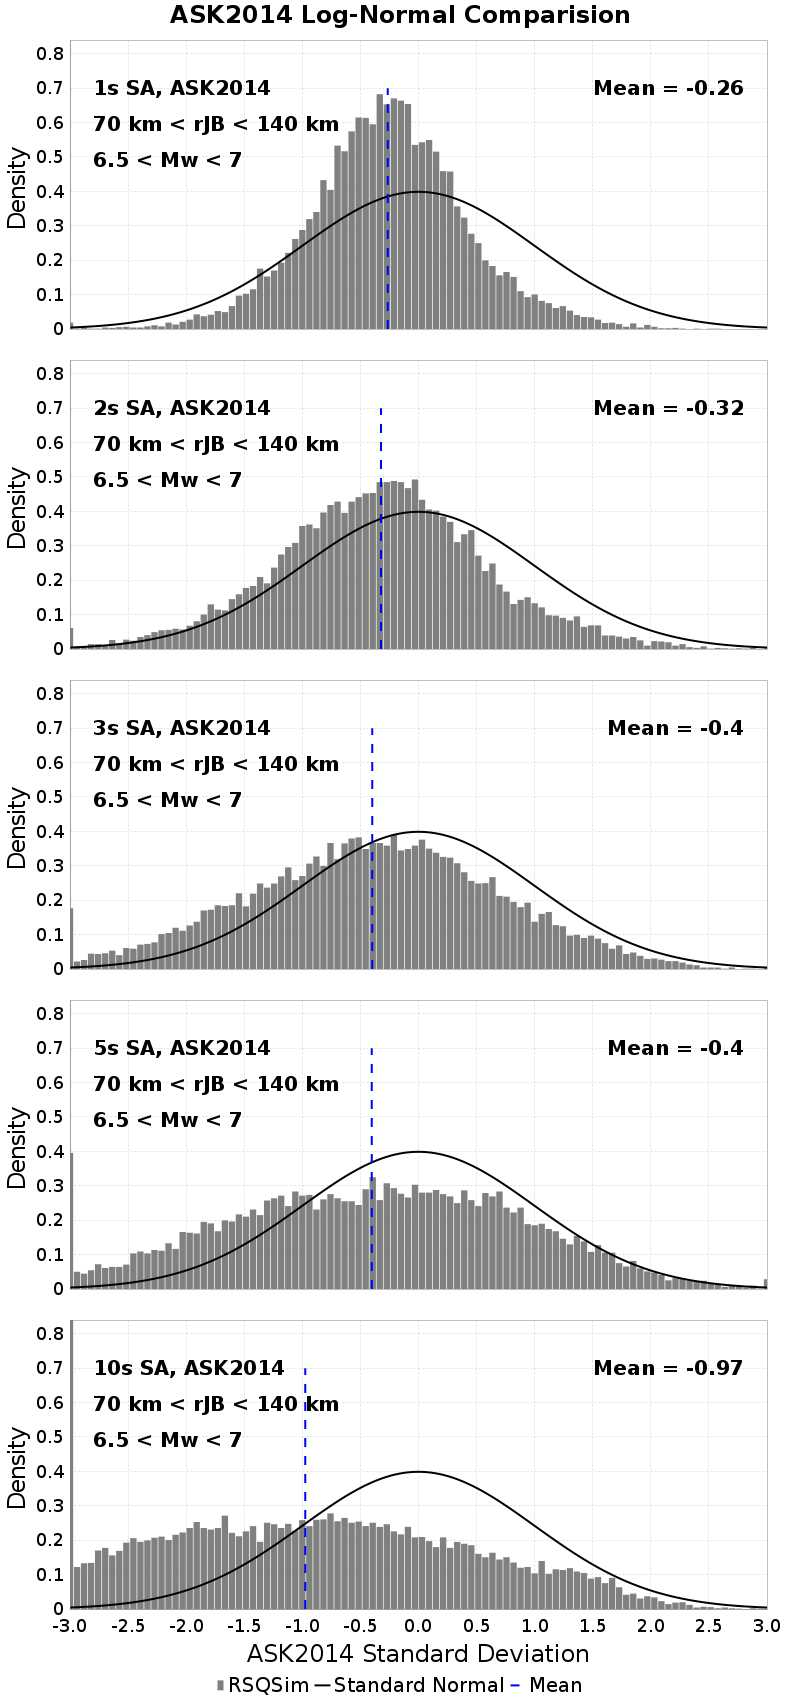 ASK2014 Log-Normal Comparision
0.8
1s SA, ASK2014 Mean = -0.26
0.7
70 km < rJB < 140 km
0.6
6.5 < Mw < 7
0.5
0.4
0.3
0.2
0.1
0
Density
0.8
2s SA, ASK2014 Mean = -0.32
0.7
70 km < rJB < 140 km
0.6
6.5 < Mw < 7
0.5
0.4
0.3
0.2
0.1
0
Density
0.8
3s SA, ASK2014 Mean = -0.4
0.7
70 km < rJB < 140 km
0.6
6.5 < Mw < 7
0.5
0.4
0.3
0.2
0.1
0
Density
0.8
5s SA, ASK2014 Mean = -0.4
0.7
70 km < rJB < 140 km
0.6
6.5 < Mw < 7
0.5
0.4
0.3
0.2
0.1
0
Density
0.8
10s SA, ASK2014 Mean = -0.97
0.7
70 km < rJB < 140 km
0.6
6.5 < Mw < 7
0.5
0.4
0.3
0.2
0.1
0
Density
-3.0 -2.5 -2.0 -1.5 -1.0 -0.5 0.0 0.5 1.0 1.5 2.0 2.5 3.0
ASK2014 Standard Deviation
RSQSim Standard Normal Mean